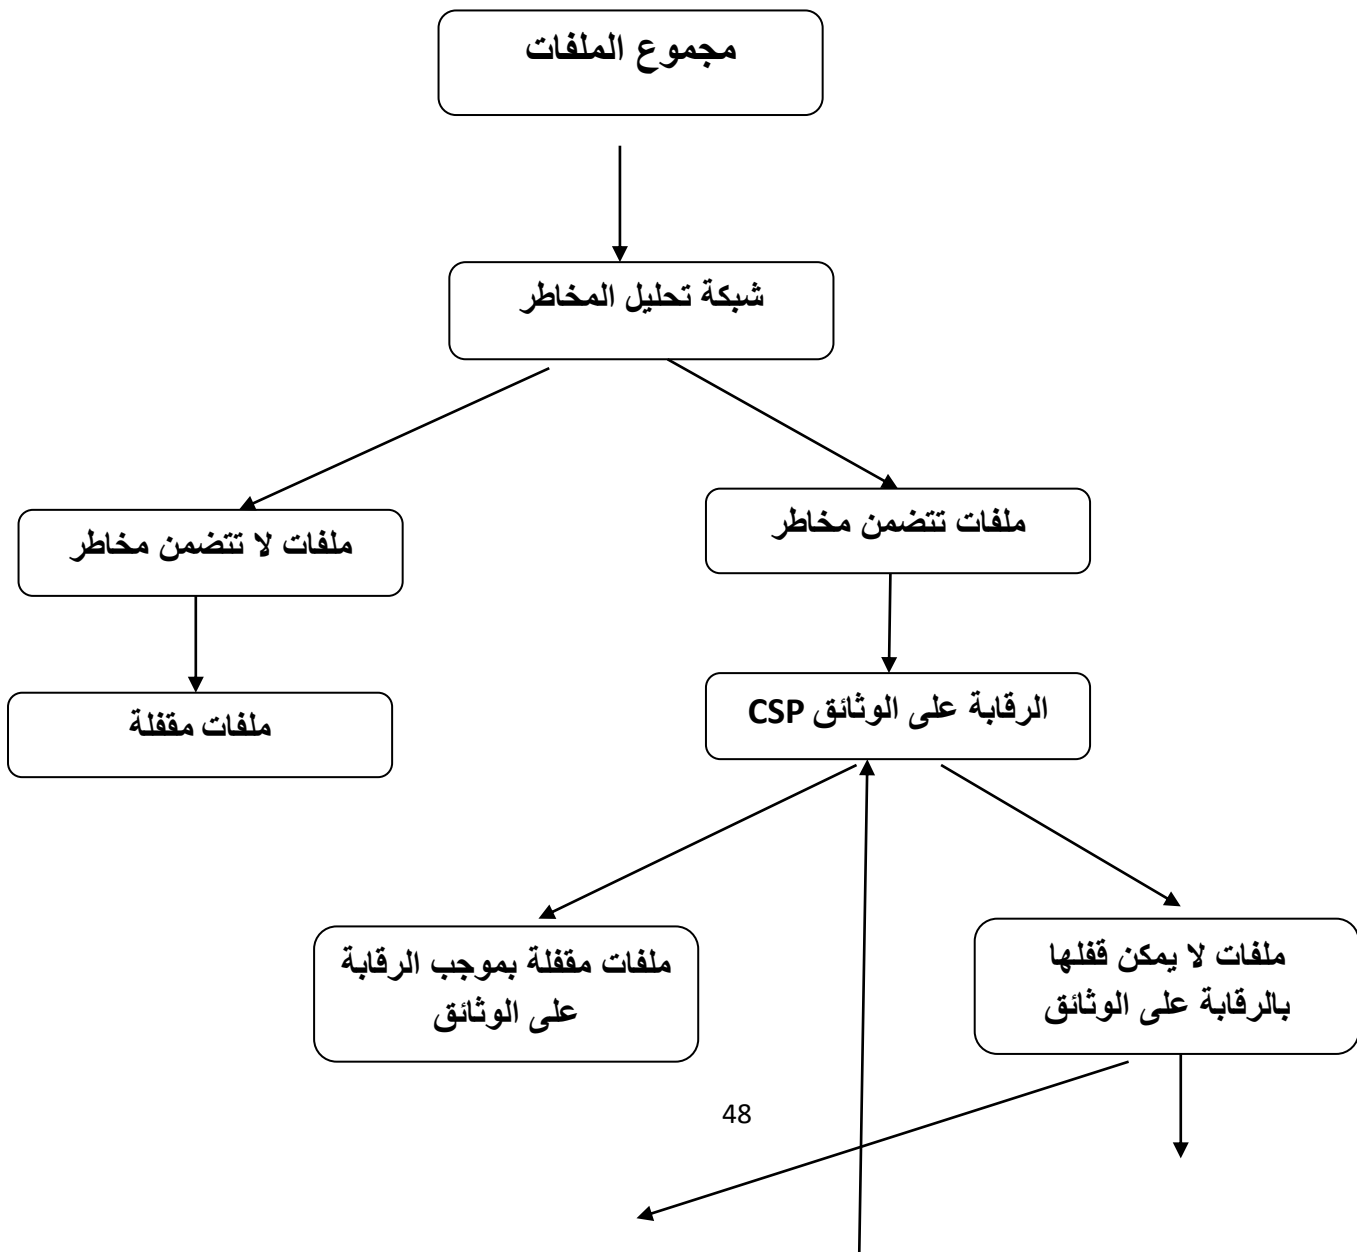 مجموع الملفات
شبكة تحليل المخاطر
ملفات تتضمن مخاطر
ملفات لا تتضمن مخاطر
الرقابة على الوثائق CSP
ملفات مقفلة
ملفات لا يمكن قفلها
بالرقابة على الوثائق
ملفات مقفلة بموجب الرقابة
على الوثائق
48